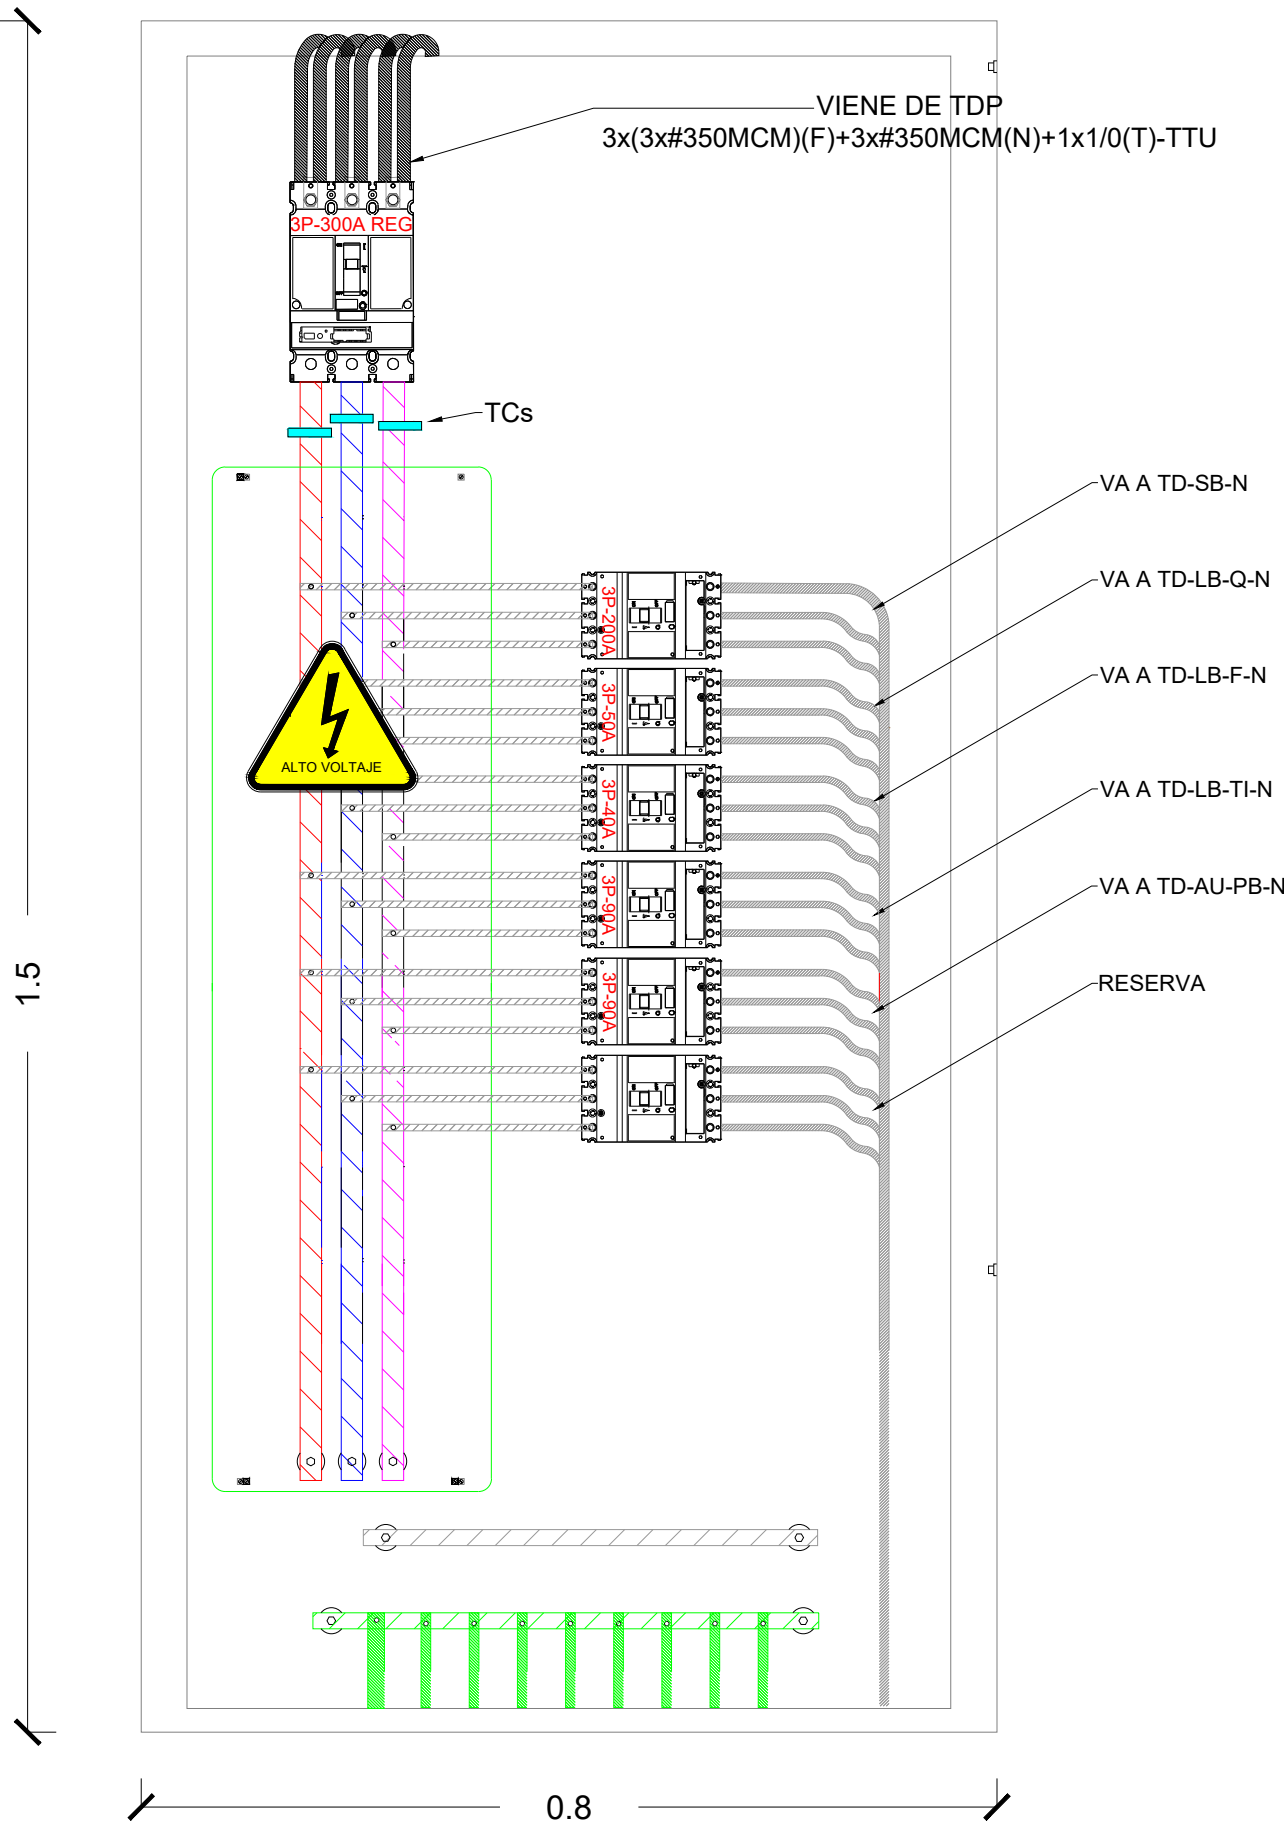 VIENE DE TDP
3x(3x#350MCM)(F)+3x#350MCM(N)+1x1/0(T)-TTU
3P-300A REG
TCs
VA A TD-SB-N
3P-200A
VA A TD-LB-Q-N
3P-50A
VA A TD-LB-F-N
ALTO VOLTAJE
3P-40A
VA A TD-LB-TI-N
3P-90A
VA A TD-AU-PB-N
3P-90A
RESERVA
1.5
0.8